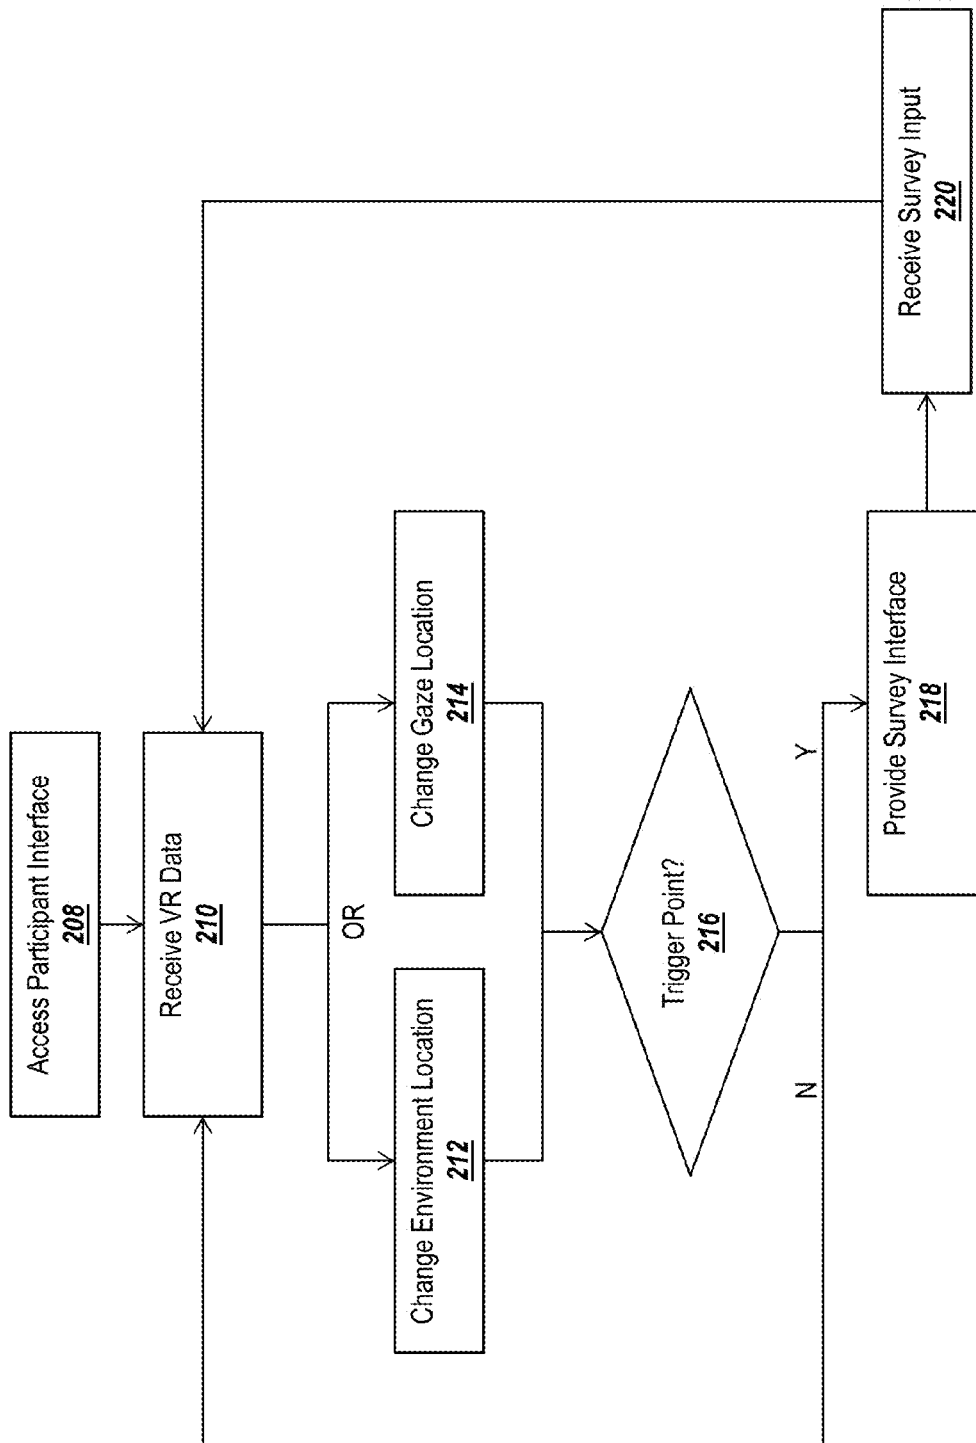 Access Participant Interface
208
Receive VR Data
210
OR
Change Environment Location
212
Change Gaze Location
214
Trigger Point?
216
N
Y
Provide Survey Interface
218
Receive Survey Input
220